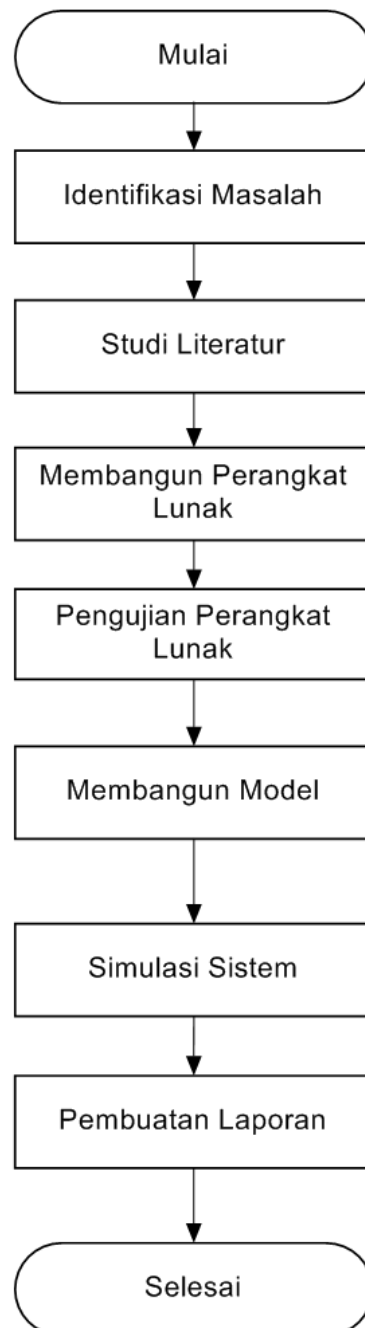 Mulai
Identifikasi Masalah
Studi Literatur
Membangun Perangkat
Lunak
Pengujian Perangkat
Lunak
Membangun Model
Simulasi Sistem
Pembuatan Laporan
Selesai